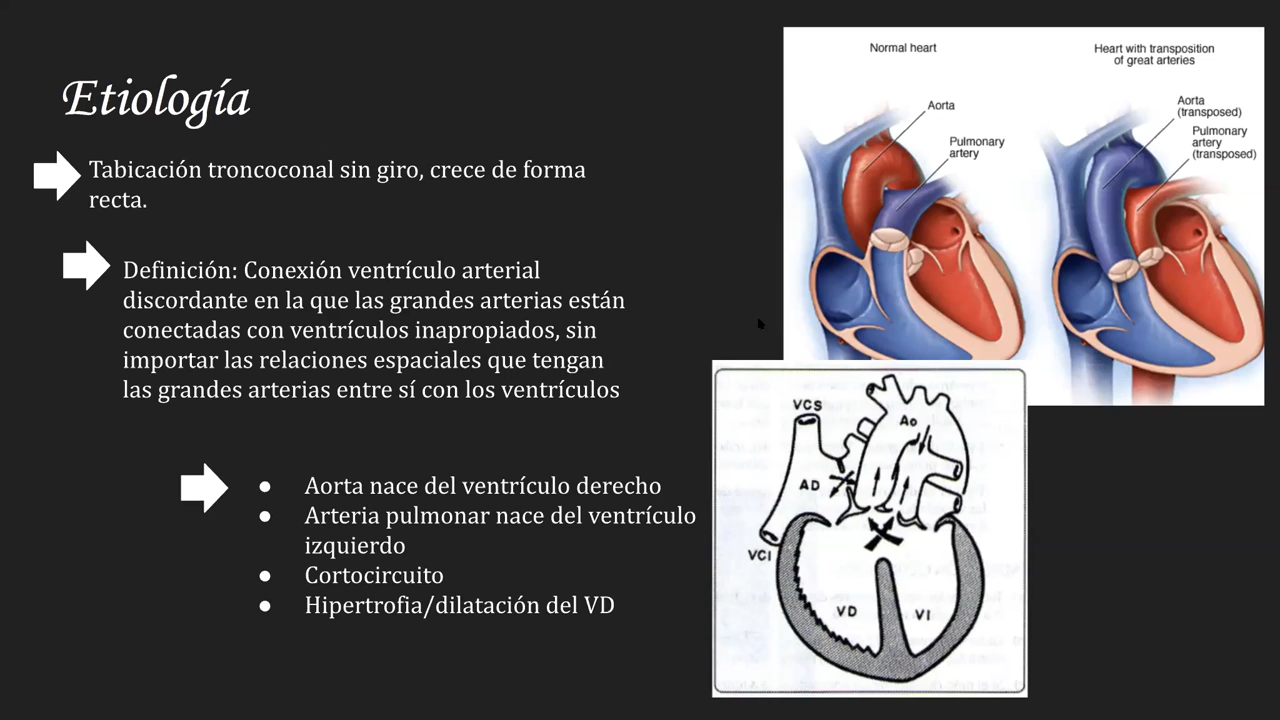 Etiología
Tabicación troncoconal sin giro, crece de forma
recta.
Definición: Conexión ventrículo arterial
discordante en la que las grandes arterias están
conectadas con ventrículos inapropiados, sin
importar las relaciones espaciales que tengan
las grandes arterias entre sí con los ventrículos
● Aorta nace del ventrículo derecho
● Arteria pulmonar nace del ventrículo
izquierdo
● Cortocircuito
● Hipertrofia/dilatación del VD
Normal heart
Aorta
Pulmonary
artery
Heart with transposition
of great arteries
Aorta
(transposed)
Pulmonary
artery
(transposed)
VCS
Ao
AD
VCI
VD
VI